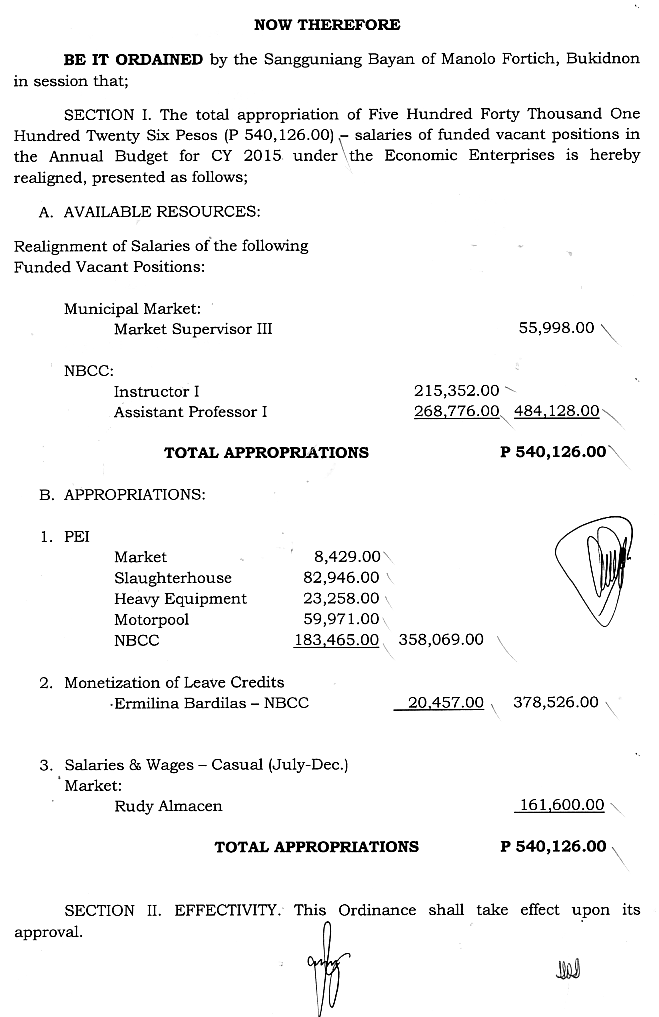 NOW THEREFORE
BE IT ORDAINED by the Sangguniang Bayan of Manolo Fortich, Bukidnon
in session that;
SECTION I. The total appropriation of Five Hundred Forty Thousand One
Hundred Twenty Six Pesos (P 540,126.00) – salaries of funded vacant positions in
the Annual Budget for CY 2015 under the Economic Enterprises is hereby
realigned, presented as follows;
A. AVAILABLE RESOURCES:
Realignment of Salaries of the following
Funded Vacant Positions:
Municipal Market:
Market Supervisor III 55,998.00
NBCC:
Instructor I 215,352.00
Assistant Professor I 268,776.00 484,128.00
TOTAL APPROPRIATIONS P 540,126.00
B. APPROPRIATIONS:
1. PEI
Market 8,429.00
Slaughterhouse 82,946.00
Heavy Equipment 23,258.00
Motorpool 59,971.00
NBCC 183,465.00 358,069.00
2. Monetization of Leave Credits
Ermilina Bardilas – NBCC 20,457.00 378,526.00
3. Salaries & Wages – Casual (July-Dec.)
Market:
Rudy Almacen 161,600.00
TOTAL APPROPRIATIONS P 540,126.00
SECTION II. EFFECTIVITY. This Ordinance shall take effect upon its
approval.